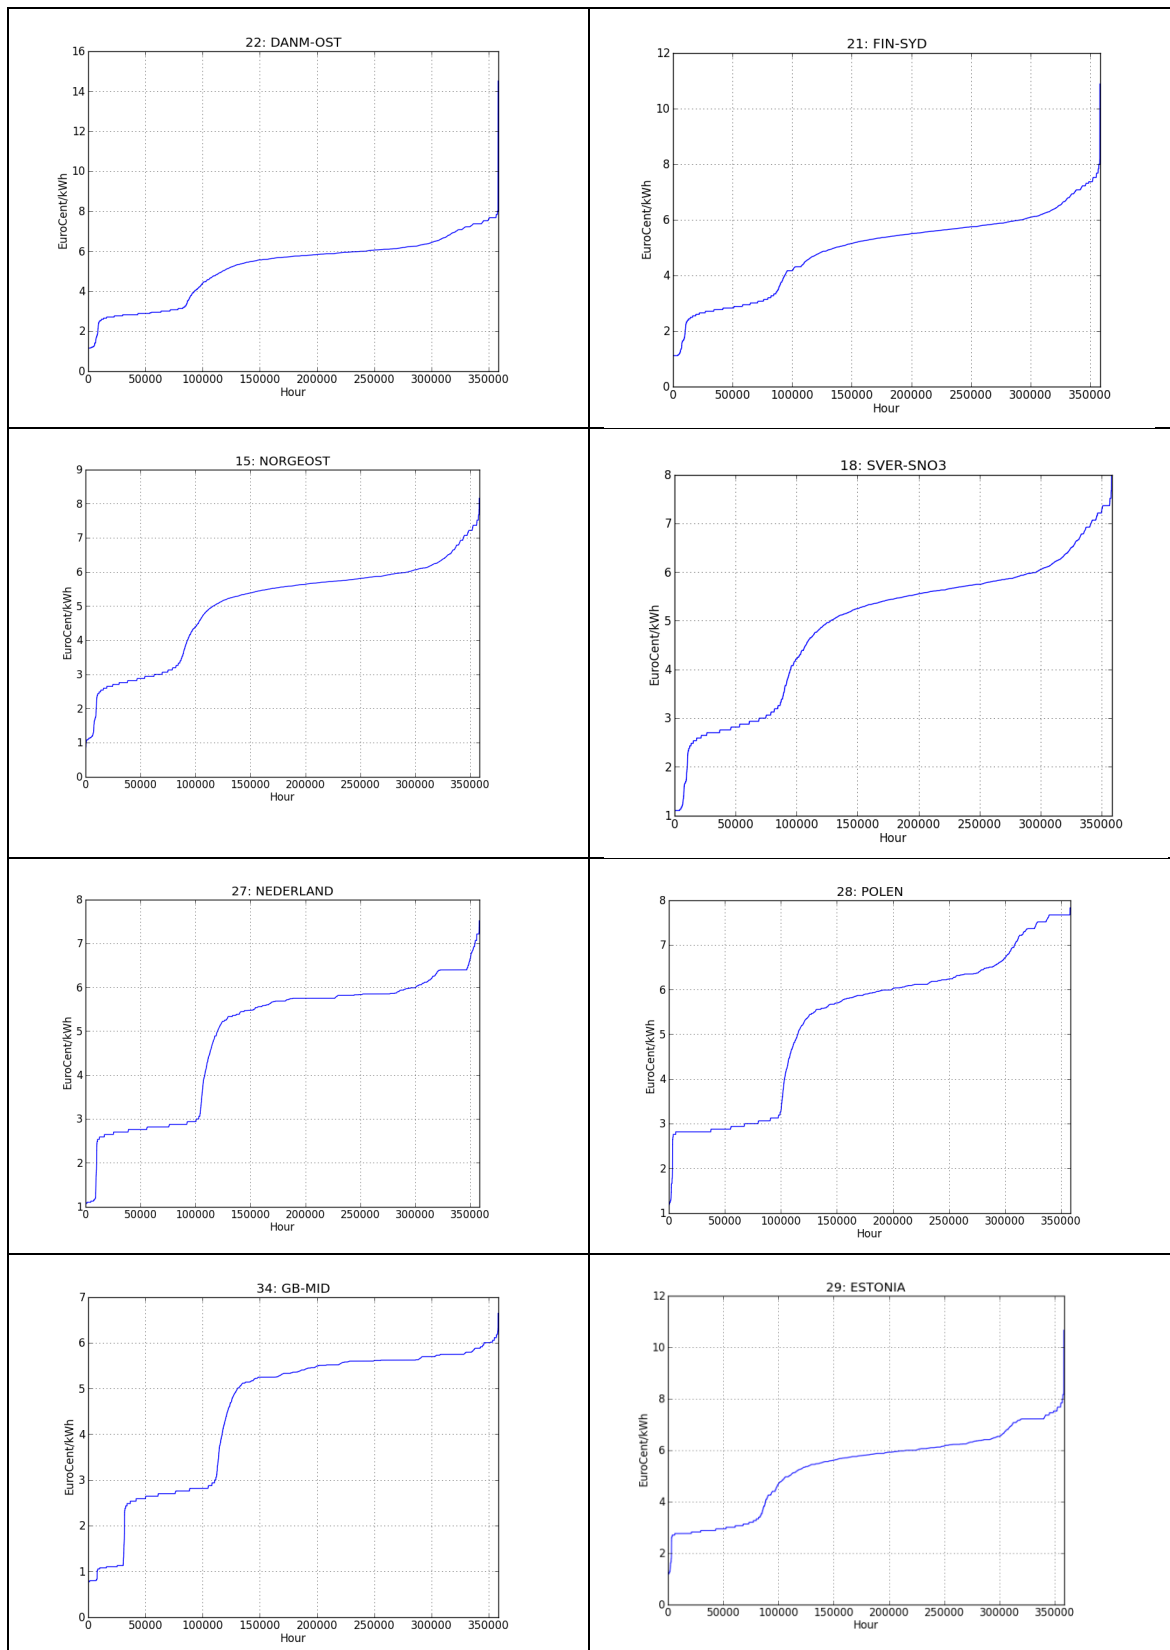 22: DANM-OST
16
14
12
10
8
6
4
2
0
EuroCent/kWh
0 50000 100000 150000 200000 250000 300000 350000
Hour
21: FIN-SYD
12
10
8
6
4
2
0
EuroCent/kWh
0 50000 100000 150000 200000 250000 300000 350000
Hour
15: NORGEOST
9
8
7
6
5
4
3
2
1
0
EuroCent/kWh
0 50000 100000 150000 200000 250000 300000 350000
Hour
18: SVER-SNO3
8
7
6
5
4
3
2
1
EuroCent/kWh
0 50000 100000 150000 200000 250000 300000 350000
Hour
27: NEDERLAND
8
7
6
5
4
3
2
1
EuroCent/kWh
0 50000 100000 150000 200000 250000 300000 350000
Hour
28: POLEN
8
7
6
5
4
3
2
1
EuroCent/kWh
0 50000 100000 150000 200000 250000 300000 350000
Hour
34: GB-MID
7
6
5
4
3
2
1
0
EuroCent/kWh
0 50000 100000 150000 200000 250000 300000 350000
Hour
29: ESTONIA
12
10
8
6
4
2
0
EuroCent/kWh
0 50000 100000 150000 200000 250000 300000 350000
Hour